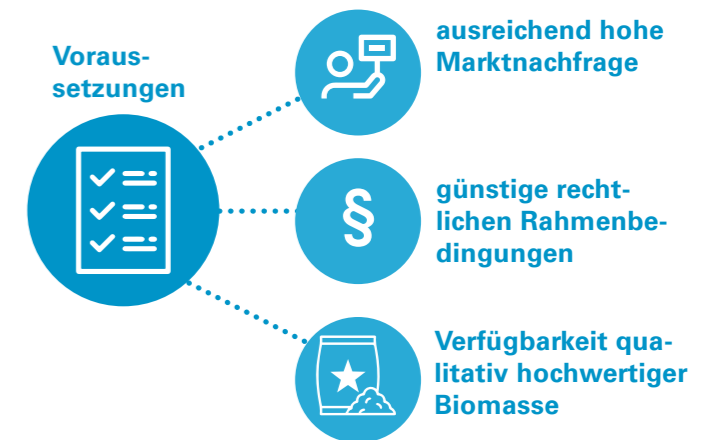 Voraus-
setzungen
ausreichend hohe
Marktnachfrage
§
günstige recht-
lichen Rahmenbe-
dingungen
Verfügbarkeit qua-
litativ hochwertiger
Biomasse